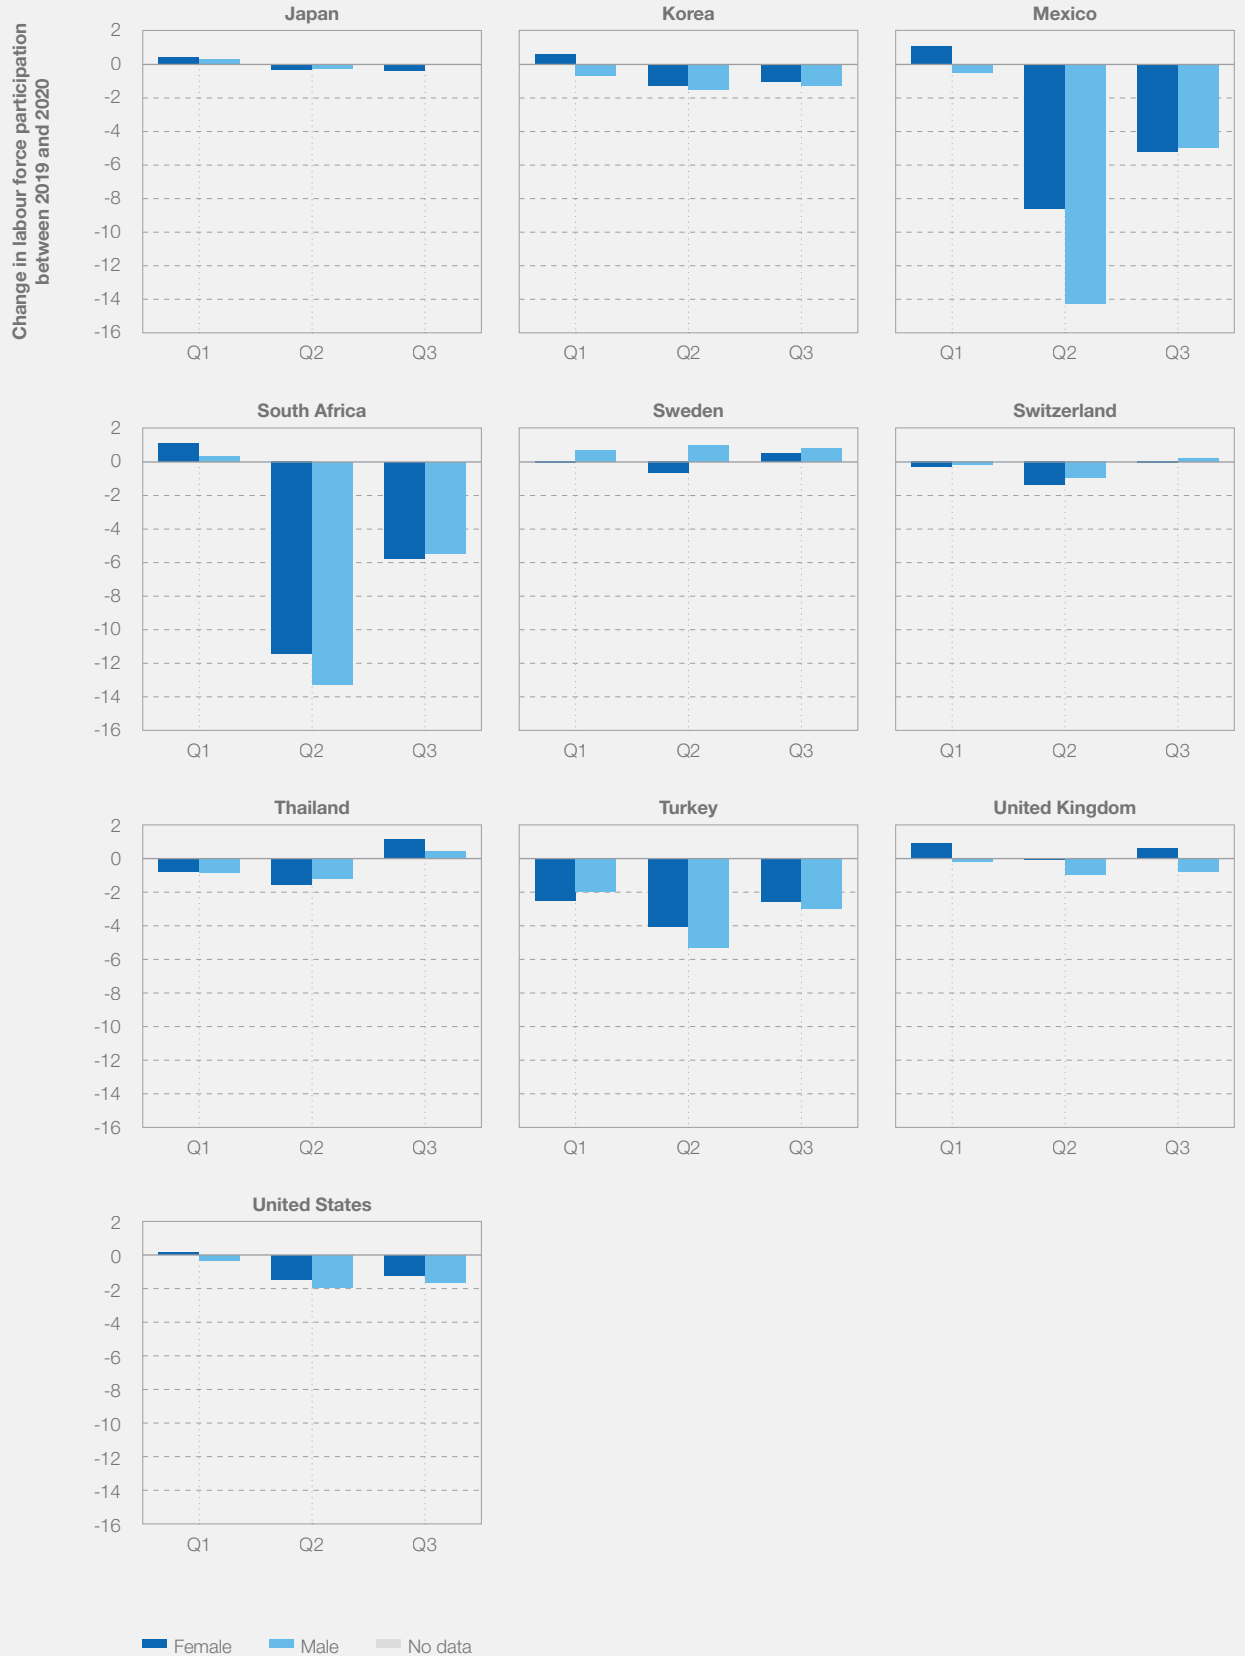 Change in labour force participation
between 2019 and 2020
Japan
2
0
-2
-4
-6
-8
-10
-12
-14
-16
Q1 Q2 Q3
Korea
Q1 Q2 Q3
Mexico
Q1 Q2 Q3
South Africa
2
0
-2
-4
-6
-8
-10
-12
-14
-16
Q1 Q2 Q3
Sweden
Q1 Q2 Q3
Switzerland
Q1 Q2 Q3
Thailand
2
0
-2
-4
-6
-8
-10
-12
-14
-16
Q1 Q2 Q3
Turkey
Q1 Q2 Q3
United Kingdom
Q1 Q2 Q3
United States
2
0
-2
-4
-6
-8
-10
-12
-14
-16
Q1 Q2 Q3
Female Male No data